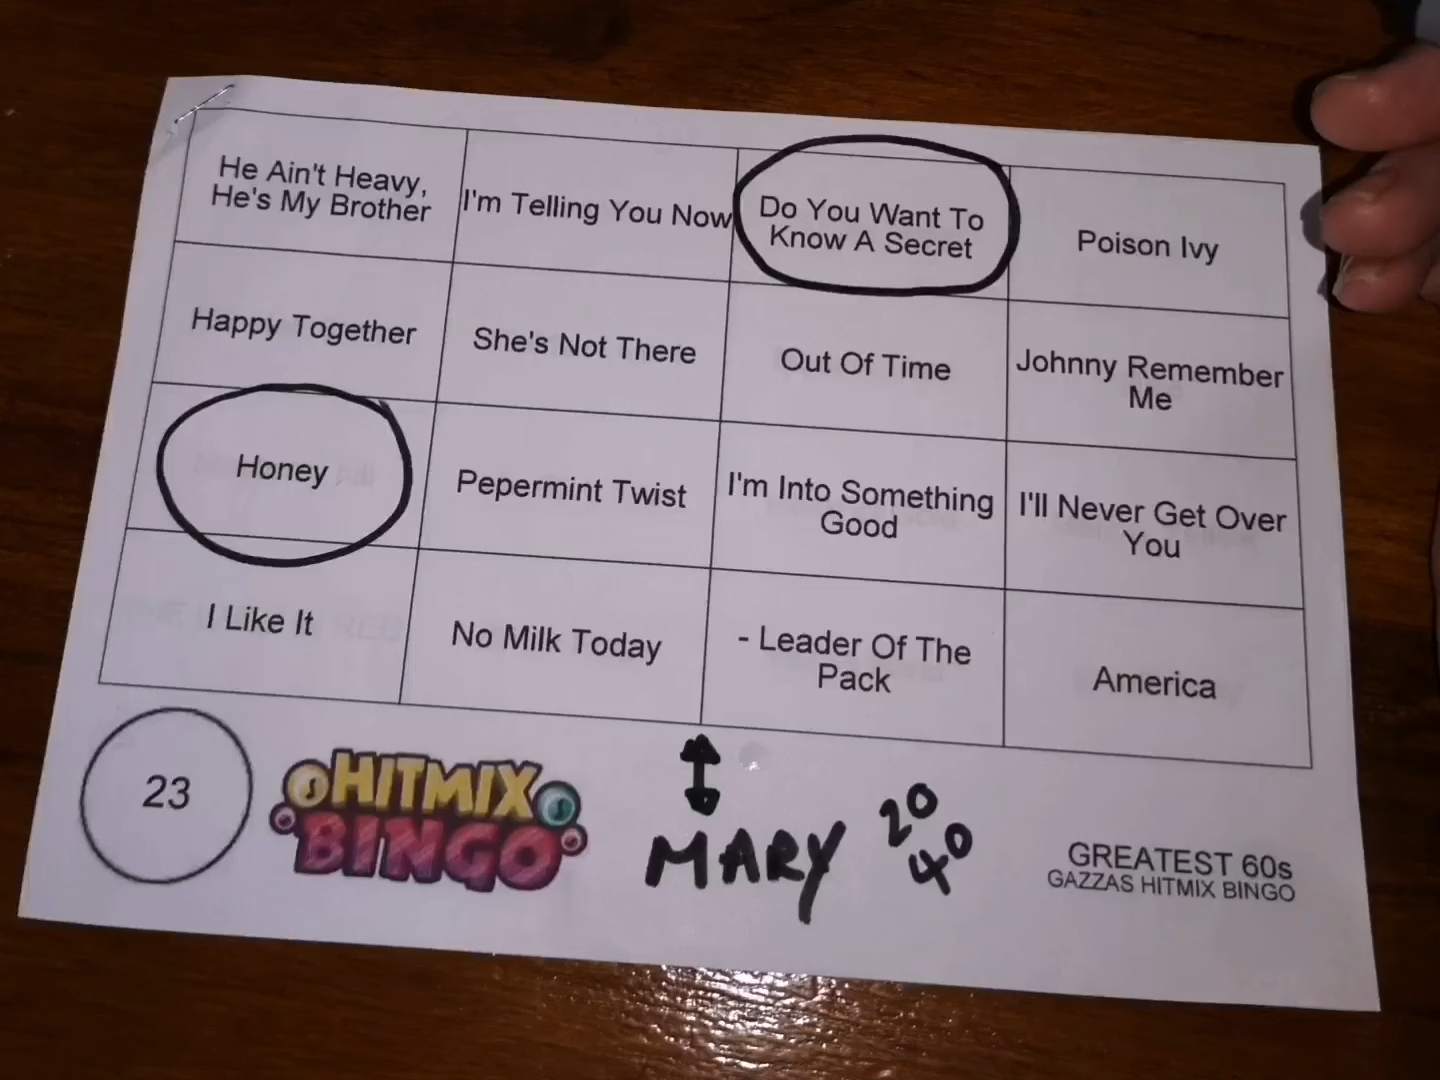 He Ain't Heavy,
He's My Brother
I'm Telling You Now
Do You Want To
Know A Secret
Poison Ivy
Happy Together
She's Not There
Out Of Time
Johnny Remember
Me
Honey
Pepermint Twist
I'm Into Something
Good
I'll Never Get Over
You
I Like It
No Milk Today
- Leader Of The
Pack
America
23
HITMIX
BINGO
MARY
20
40
GREATEST 60s
GAZZAS HITMIX BINGO